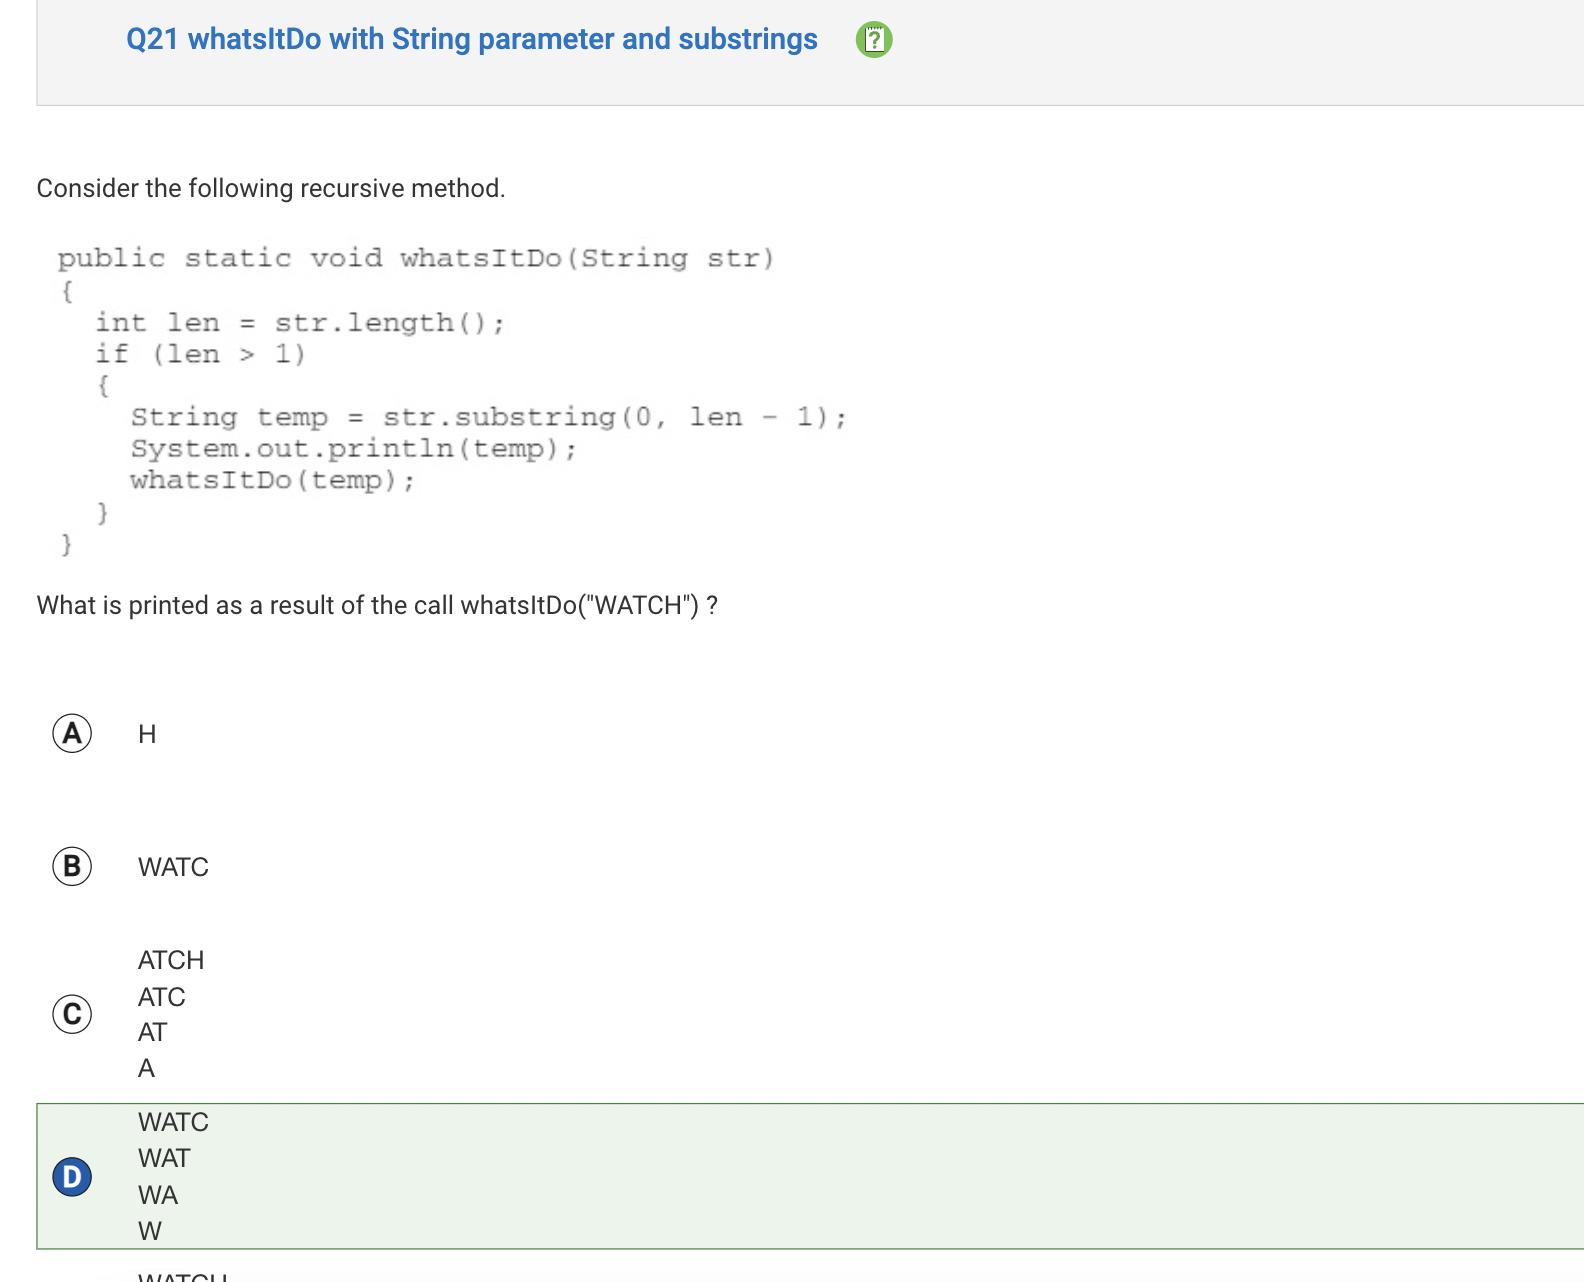 Q21 whatsItDo with String parameter and substrings
Consider the following recursive method.
public static void whatsItDo(String str)
{
int len = str.length();
if (len > 1)
{
String temp = str.substring(0, len - 1);
System.out.println(temp);
whatsItDo(temp);
}
}
What is printed as a result of the call whatsItDo("WATCH") ?
A H
B WATC
ATCH
ATC
C
AT
A
WATC
WAT
D
WA
W
WATCH